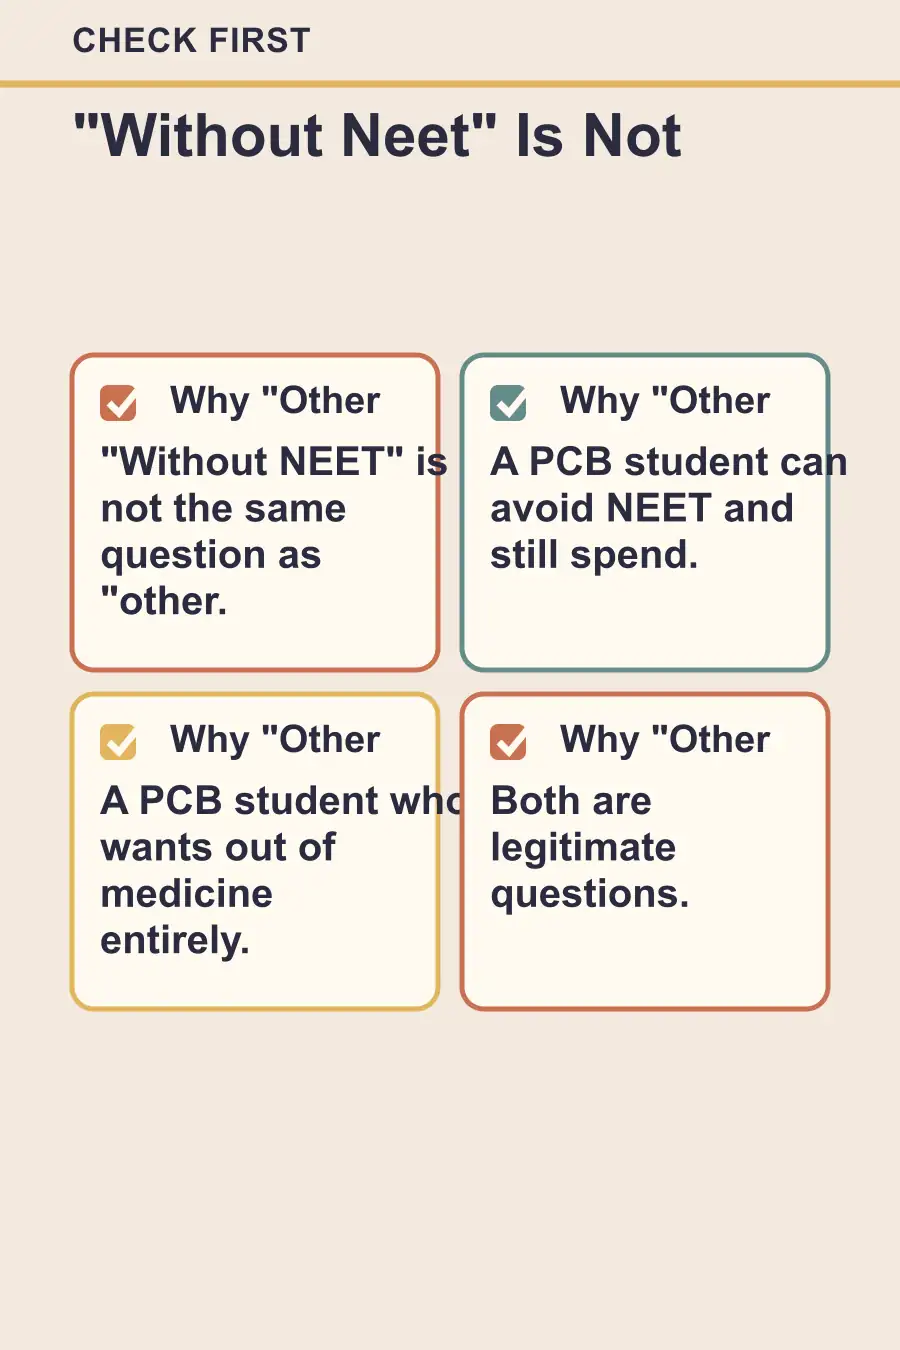 CHECK FIRST
"Without Neet" Is Not
Why "Other
"Without NEET" is
not the same
question as
"other.
Why "Other
A PCB student can
avoid NEET and
still spend.
Why "Other
A PCB student who
wants out of
medicine
entirely.
Why "Other
Both are
legitimate
questions.